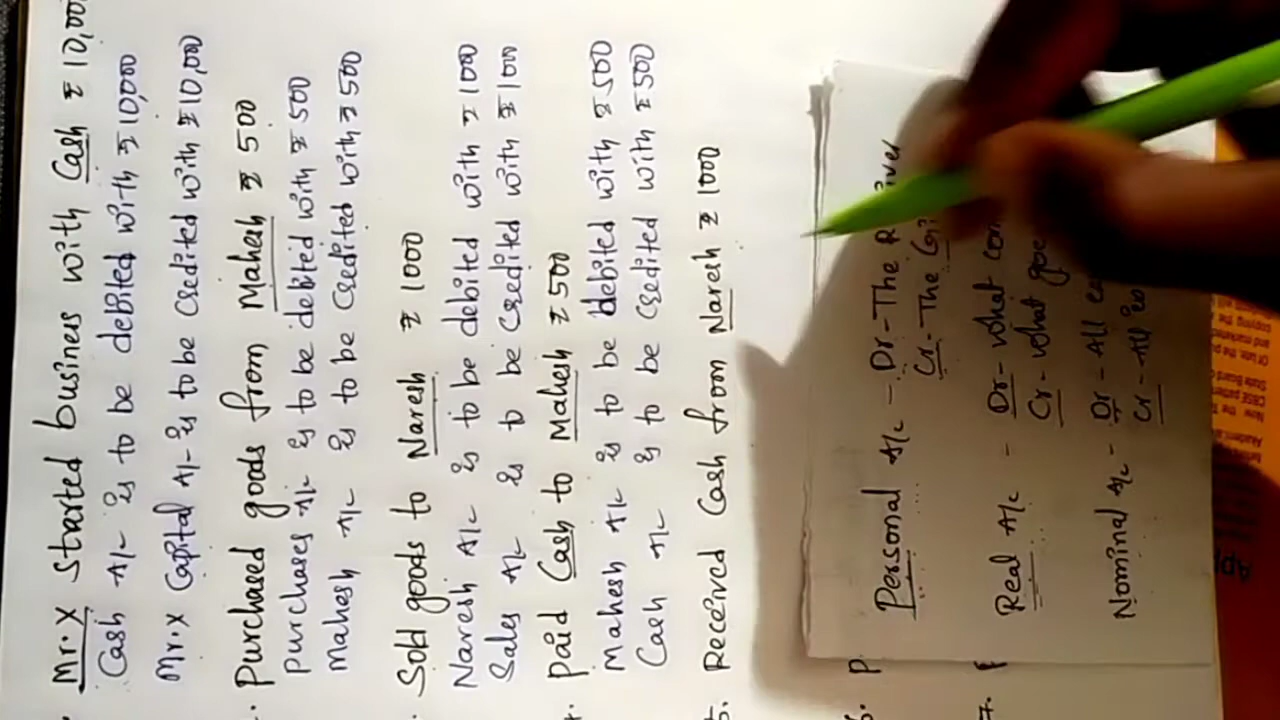 Mr. X Started business with Cash ₹ 10,000
Cash A/c is to be debited with ₹ 10,000
Mr. X Capital A/c is to be credited with ₹ 10,000
Purchased goods from Mahesh ₹ 500
Purchases A/c is to be debited with ₹ 500
Mahesh A/c is to be credited with ₹ 500
Sold goods to Naresh ₹ 1000
Naresh A/c is to be debited with ₹ 1000
Sales A/c is to be credited with ₹ 1000
Paid Cash to Mahesh ₹ 500
Mahesh A/c is to be debited with ₹ 500
Cash A/c is to be credited with ₹ 500
5. Received Cash from Naresh ₹ 1000
6. P
7.
Personal A/c - Dr - The
Cr - The
Real A/c - Dr - what
Cr - what
Nominal A/c - Dr - All
Cr - All